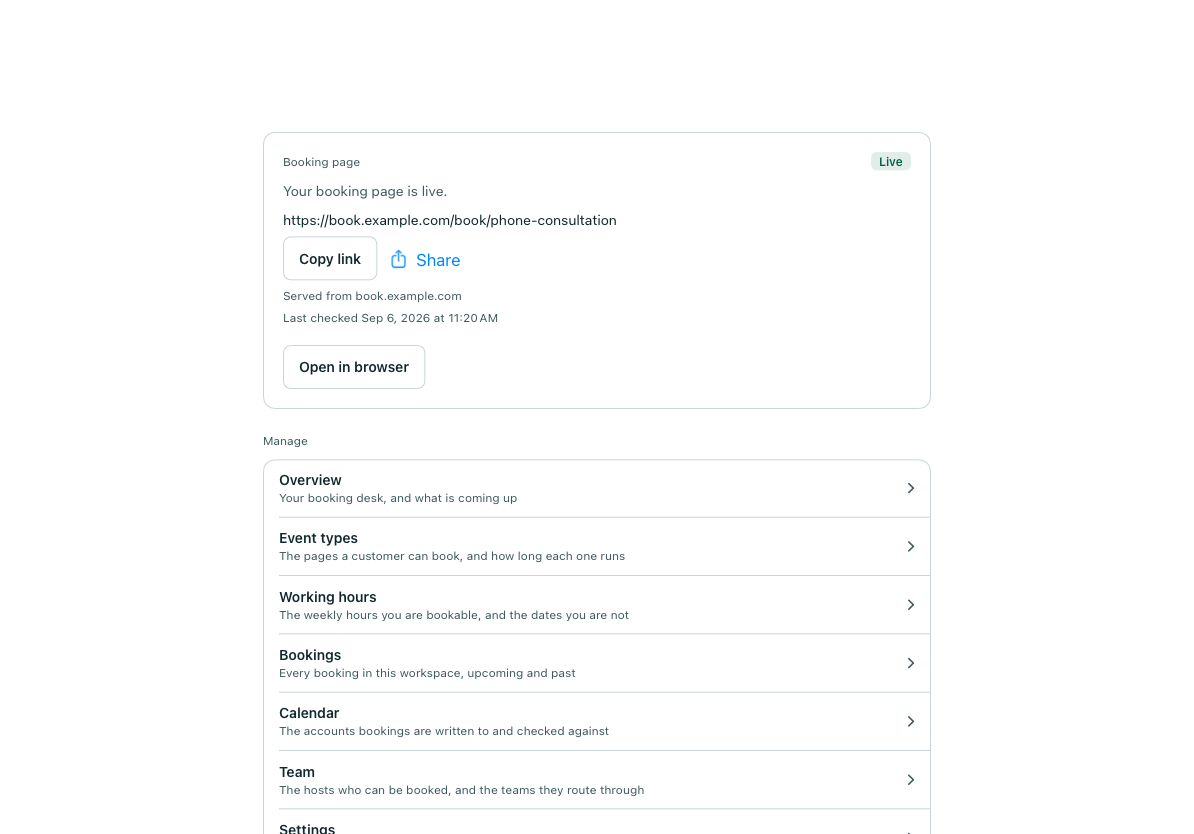 Booking page
Live
Your booking page is live.
https://book.example.com/book/phone-consultation
Copy link
Share
Served from book.example.com
Last checked Sep 6, 2026 at 11:20 AM
Open in browser
Manage
Overview
Your booking desk, and what is coming up
Event types
The pages a customer can book, and how long each one runs
Working hours
The weekly hours you are bookable, and the dates you are not
Bookings
Every booking in this workspace, upcoming and past
Calendar
The accounts bookings are written to and checked against
Team
The hosts who can be booked, and the teams they route through
Settings